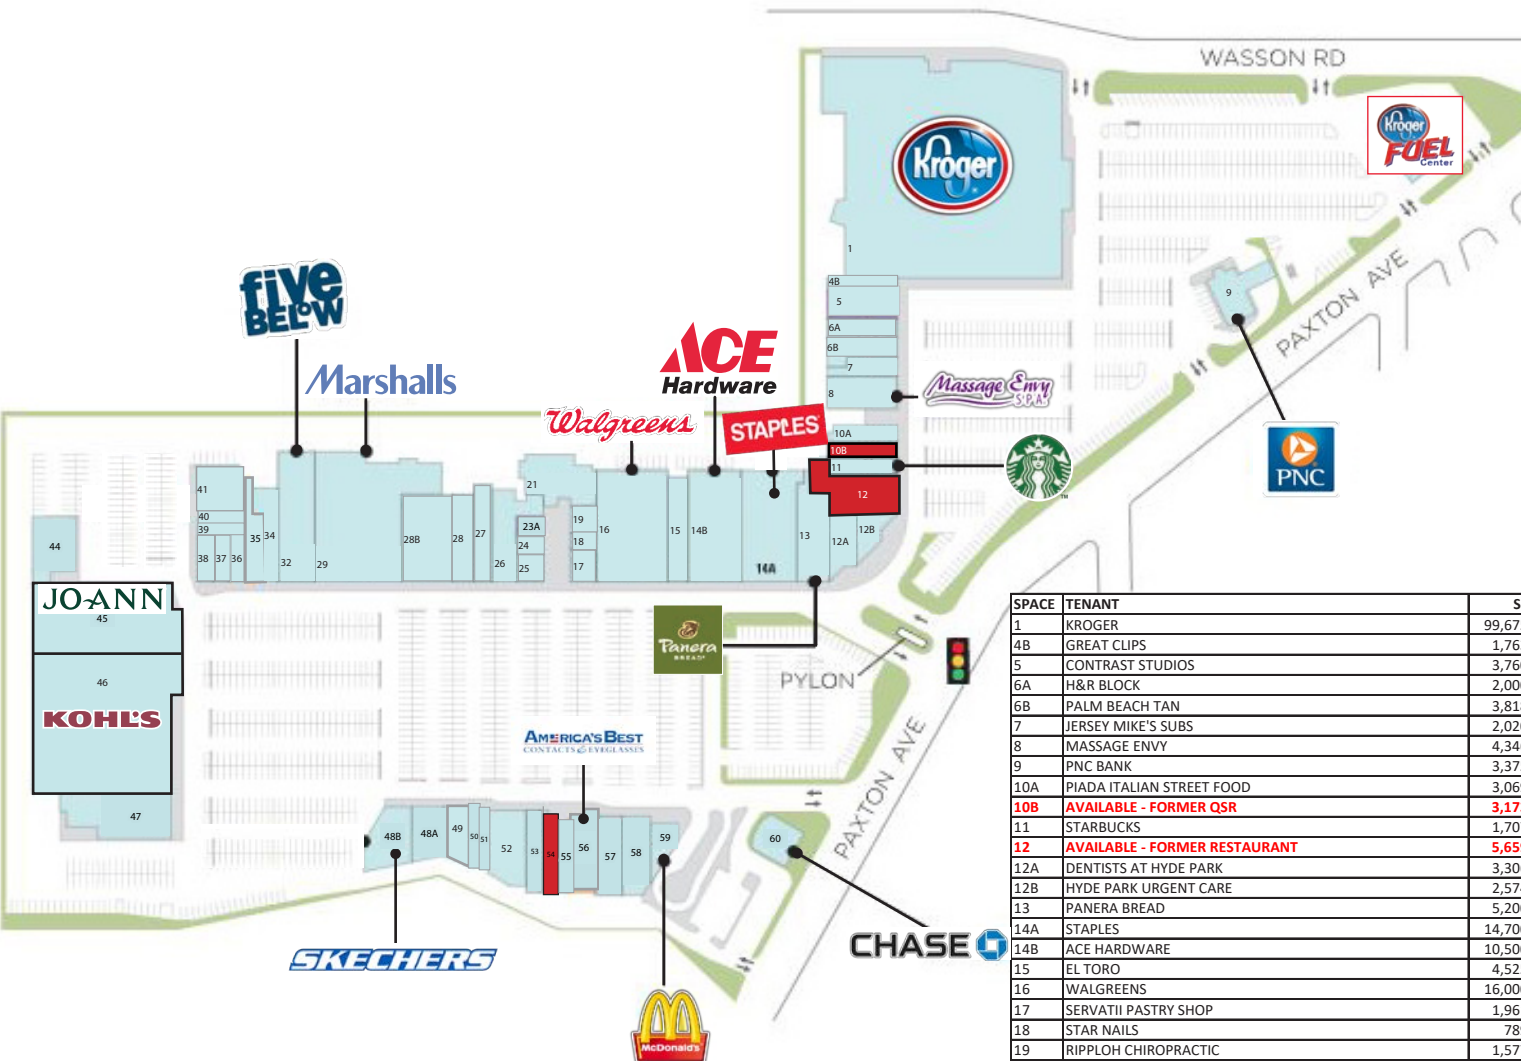 WASSON RD
Kroger
FUEL
Center
Kroger
1
4B
5
6A
6B
7
8
9
PAXTON AVE
five
BELOW
Marshalls
ACE
Hardware
Walgreens
STAPLES
Massage Envy
S.P.A.
10A
10B
11
12
12A
12B
PNC
41
40
39
38
37
36
35
34
32
29
28B
28
27
26
21
23A
24
25
19
18
17
16
15
14B
14A
13
44
JO-ANN
45
46
KOHL'S
47
Panera
BREAD
PYLON
PAXTON AVE
AMERICA'S BEST
CONTACTS & EYEGLASSES
48B
48A
49
50
51
52
53
54
55
56
57
58
59
60
SKECHERS
McDonald's
CHASE
SPACE TENANT S
1 KROGER 99,67
4B GREAT CLIPS 1,76
5 CONTRAST STUDIOS 3,76
6A H&R BLOCK 2,00
6B PALM BEACH TAN 3,81
7 JERSEY MIKE'S SUBS 2,02
8 MASSAGE ENVY 4,34
9 PNC BANK 3,37
10A PIADA ITALIAN STREET FOOD 3,06
10B AVAILABLE - FORMER QSR 3,17
11 STARBUCKS 1,70
12 AVAILABLE - FORMER RESTAURANT 5,65
12A DENTISTS AT HYDE PARK 3,30
12B HYDE PARK URGENT CARE 2,57
13 PANERA BREAD 5,20
14A STAPLES 14,70
14B ACE HARDWARE 10,50
15 EL TORO 4,52
16 WALGREENS 16,00
17 SERVATII PASTRY SHOP 1,96
18 STAR NAILS 78
19 RIPPLOH CHIROPRACTIC 1,57